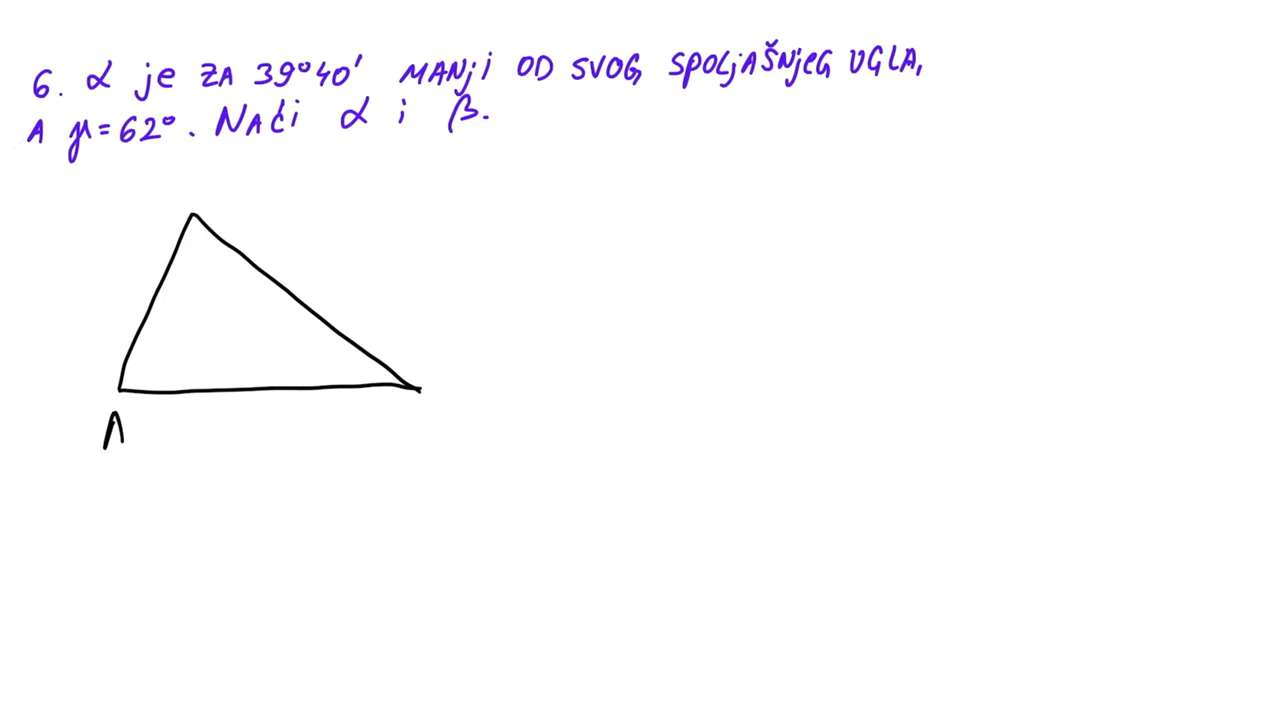 6. α je ZA 39°40' MANjI OD SVOG SPOLjAŠNjEG UGLA,
A γ=62°. NAĆI α i β.
A